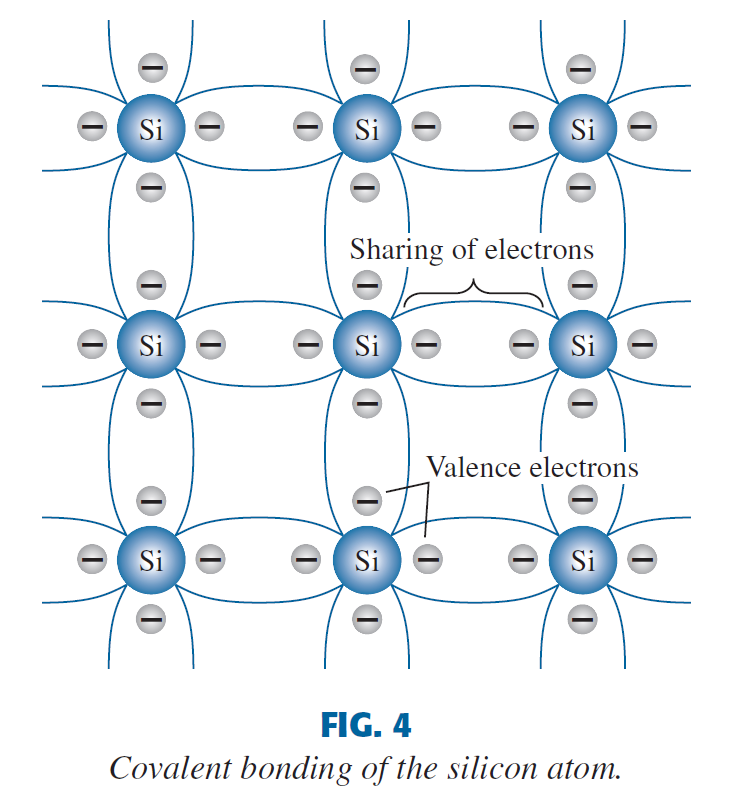 Si Si Si
Sharing of electrons
Si Si Si
Valence electrons
Si Si Si
FIG. 4
Covalent bonding of the silicon atom.